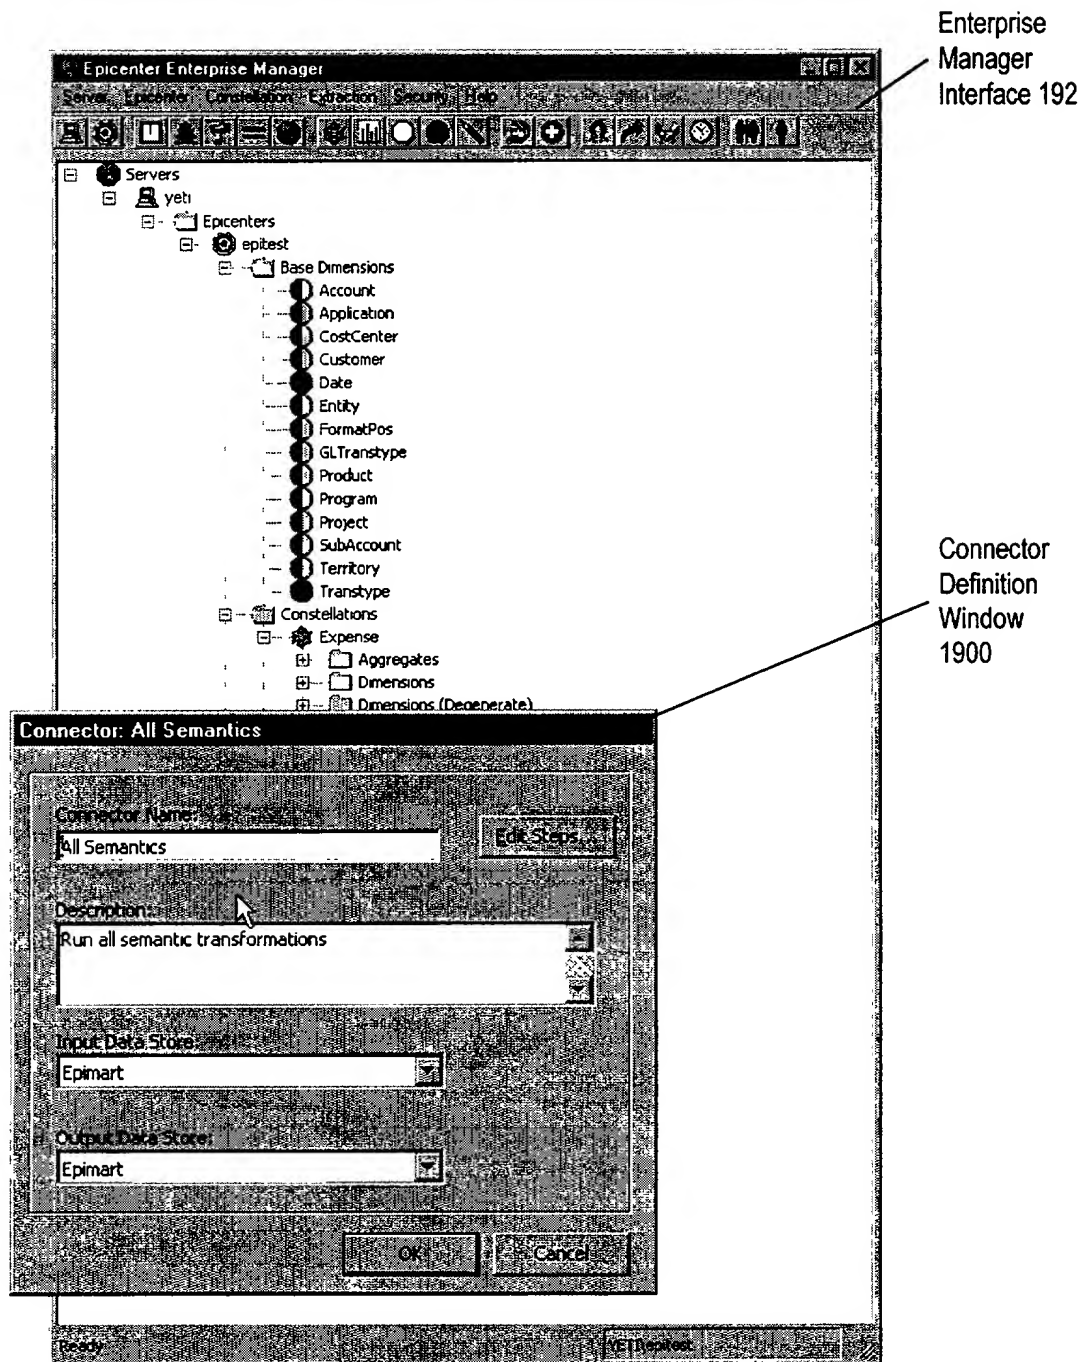 Enterprise
Manager
Interface 192
Epicenter Enterprise Manager
Server Epicenter Constellation Extraction Security Help
Servers
yeti
Epicenters
epitest
Base Dimensions
Account
Application
CostCenter
Customer
Date
Entity
FormatPos
GLTranstype
Product
Program
Project
SubAccount
Territory
Transtype
Constellations
Expense
Aggregates
Dimensions
Dimensions (Degenerate)
Connector
Definition
Window
1900
Connector: All Semantics
Connector Name:
All Semantics
Edit Steps...
Description:
Run all semantic transformations
Input Data Store:
Epimart
Output Data Store:
Epimart
OK
Cancel
Ready